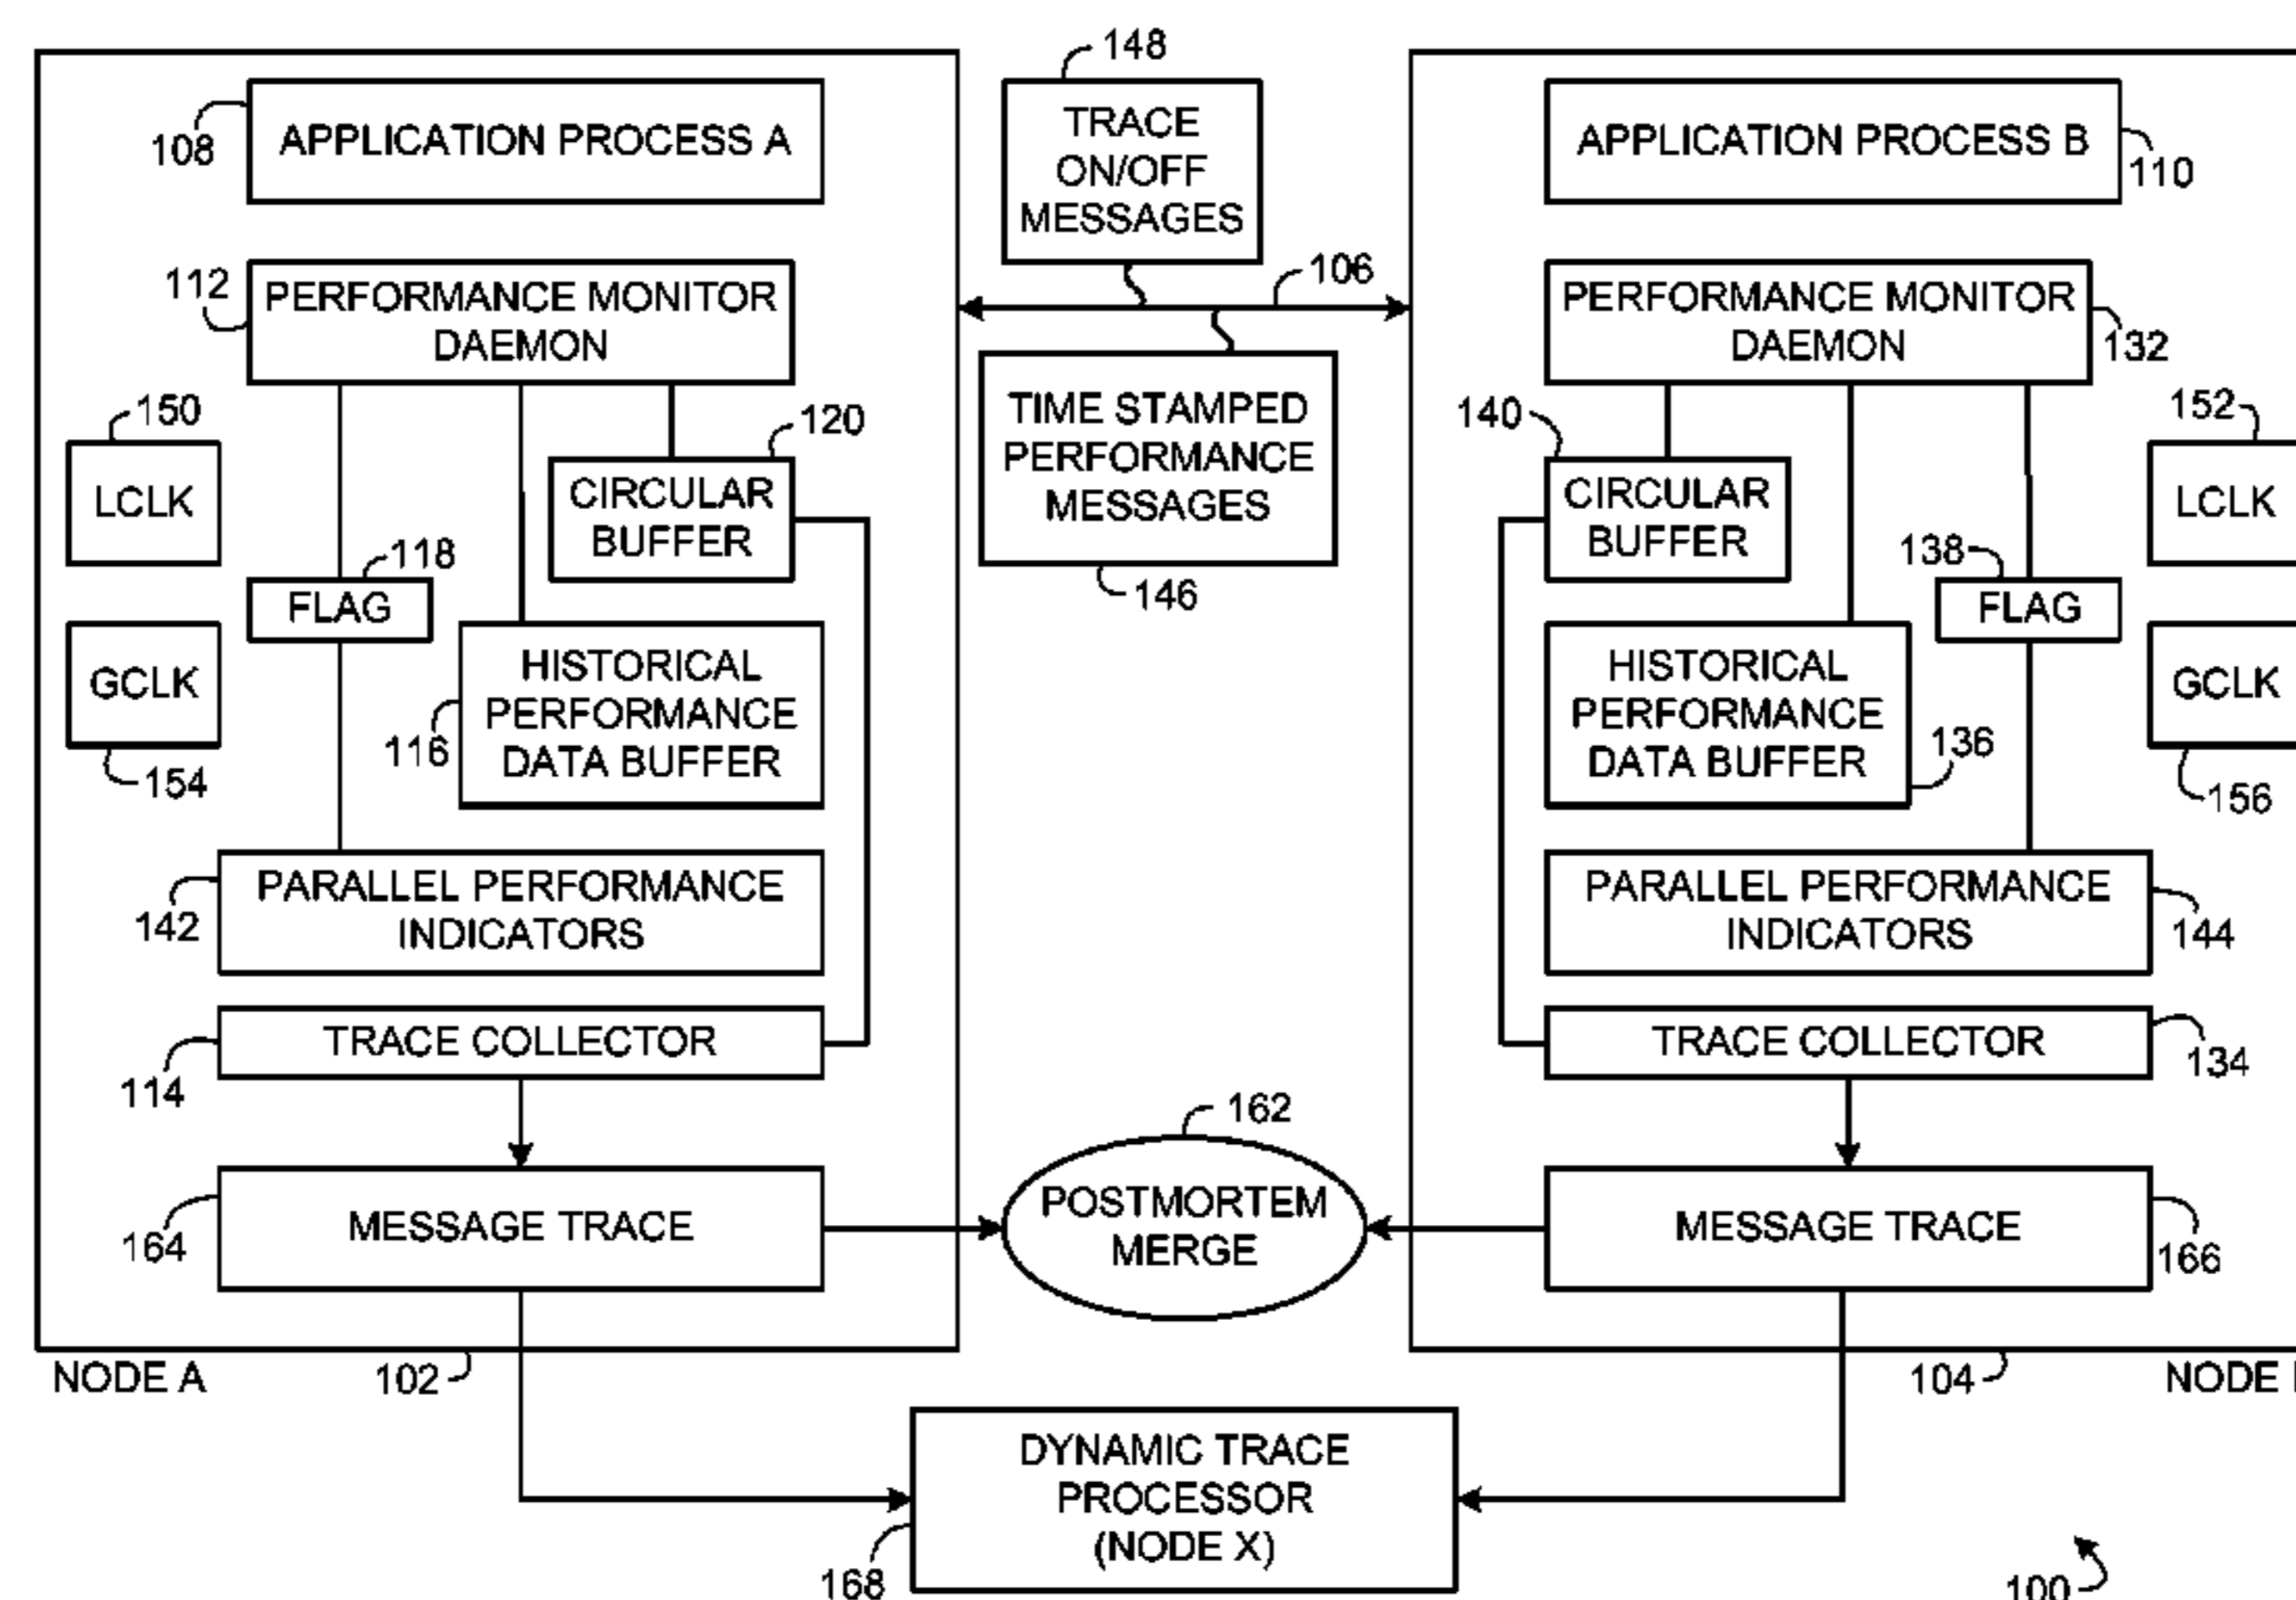 148
TRACE
ON/OFF
MESSAGES
108
APPLICATION PROCESS A
APPLICATION PROCESS B
110
106
112
PERFORMANCE MONITOR
DAEMON
PERFORMANCE MONITOR
DAEMON
132
150
LCLK
120
CIRCULAR
BUFFER
TIME STAMPED
PERFORMANCE
MESSAGES
146
140
CIRCULAR
BUFFER
152
LCLK
118
FLAG
138
FLAG
GCLK
154
116
HISTORICAL
PERFORMANCE
DATA BUFFER
HISTORICAL
PERFORMANCE
DATA BUFFER
136
GCLK
156
142
PARALLEL PERFORMANCE
INDICATORS
PARALLEL PERFORMANCE
INDICATORS
144
114
TRACE COLLECTOR
TRACE COLLECTOR
134
162
POSTMORTEM
MERGE
164
MESSAGE TRACE
MESSAGE TRACE
166
NODE A
102
104
NODE
DYNAMIC TRACE
PROCESSOR
(NODE X)
168
100